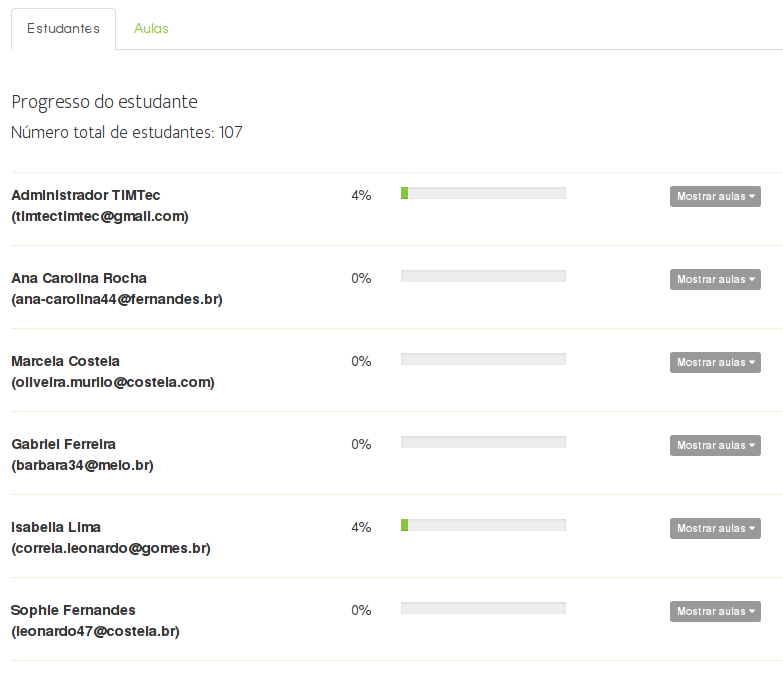 Estudantes Aulas
Progresso do estudante
Número total de estudantes: 107
Administrador TIMTec 4% Mostrar aulas
(timtectimtec@gmail.com)
Ana Carolina Rocha 0% Mostrar aulas
(ana-carolina44@fernandes.br)
Marcela Costela 0% Mostrar aulas
(oliveira.murilo@costela.com)
Gabriel Ferreira 0% Mostrar aulas
(barbara34@melo.br)
Isabella Lima 4% Mostrar aulas
(correia.leonardo@gomes.br)
Sophie Fernandes 0% Mostrar aulas
(leonardo47@costela.br)